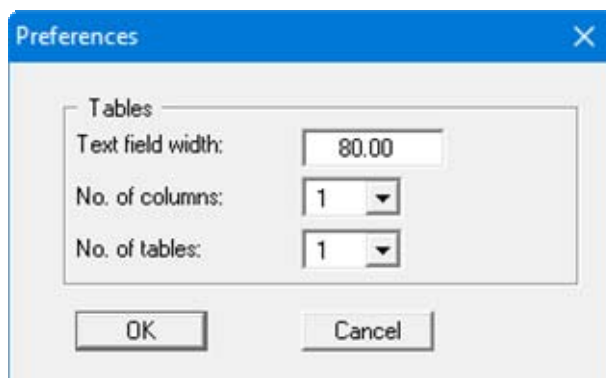 Preferences
Tables
Text field width: 80.00
No. of columns: 1
No. of tables: 1
OK Cancel